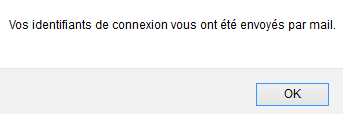 Vos identifiants de connexion vous ont été envoyés par mail.
OK